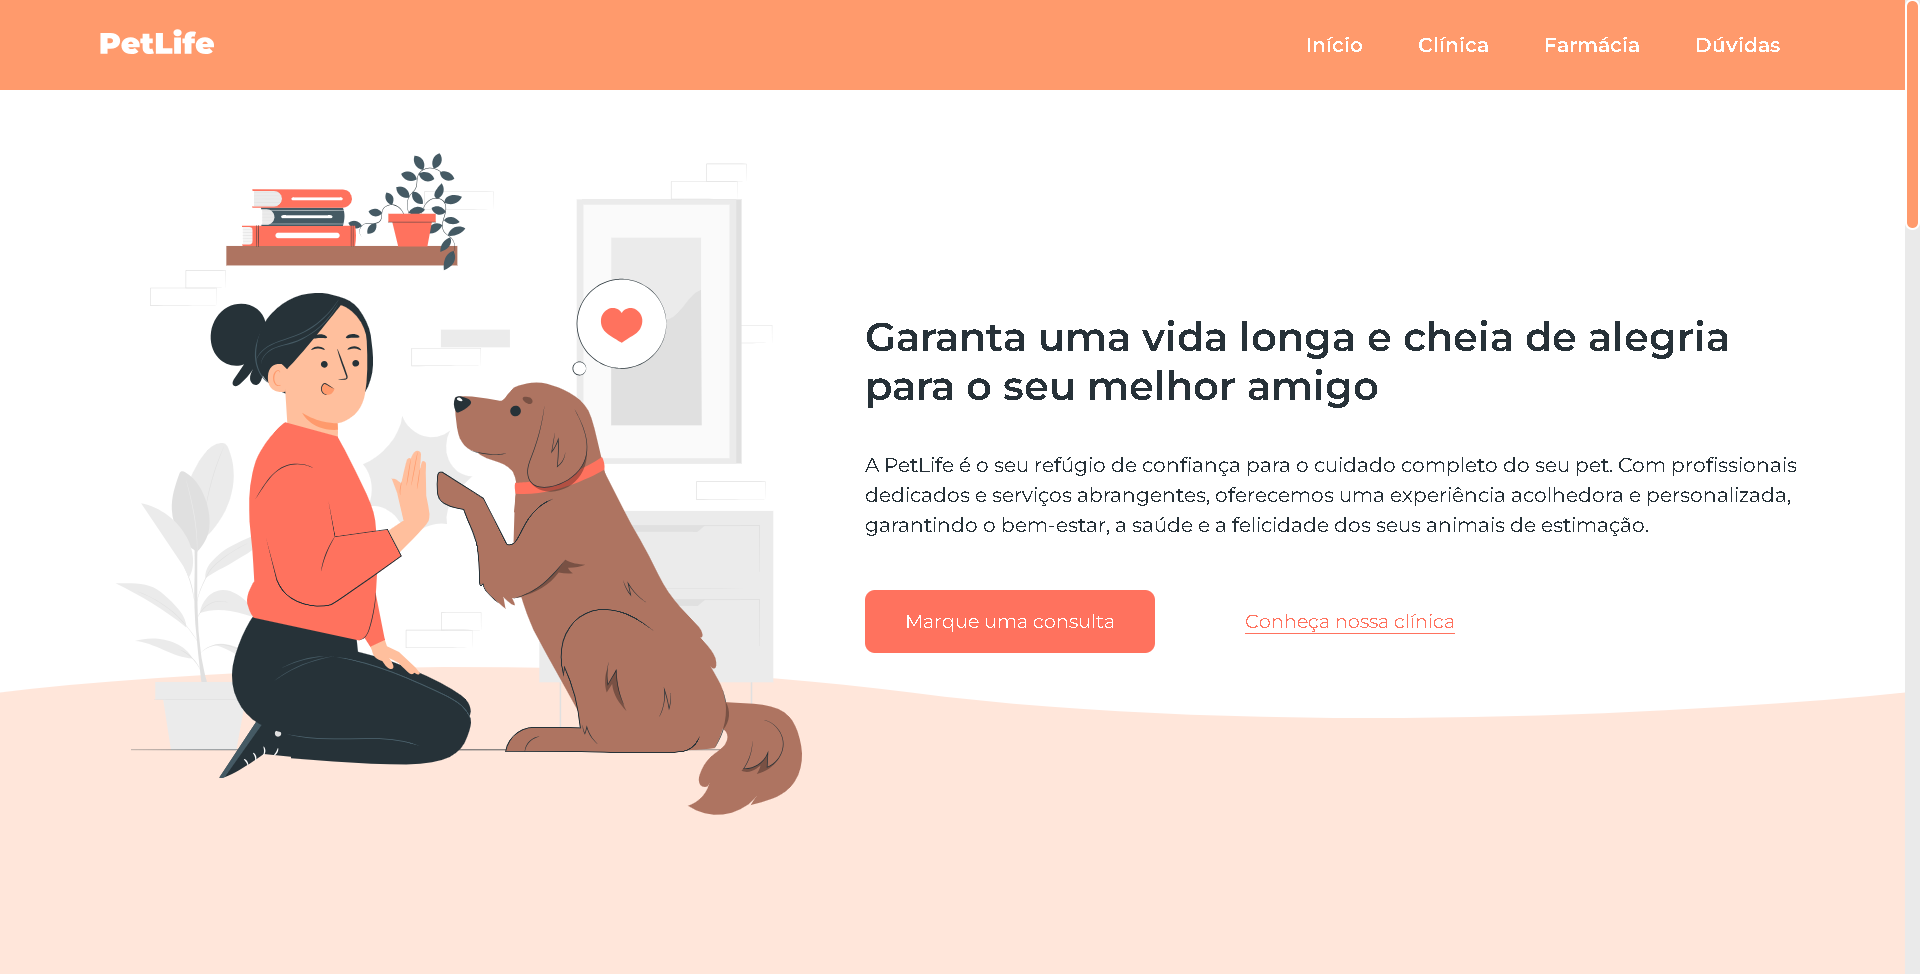 PetLife
Início Clínica Farmácia Dúvidas
Garanta uma vida longa e cheia de alegria
para o seu melhor amigo
A PetLife é o seu refúgio de confiança para o cuidado completo do seu pet. Com profissionais
dedicados e serviços abrangentes, oferecemos uma experiência acolhedora e personalizada,
garantindo o bem-estar, a saúde e a felicidade dos seus animais de estimação.
Marque uma consulta Conheça nossa clínica